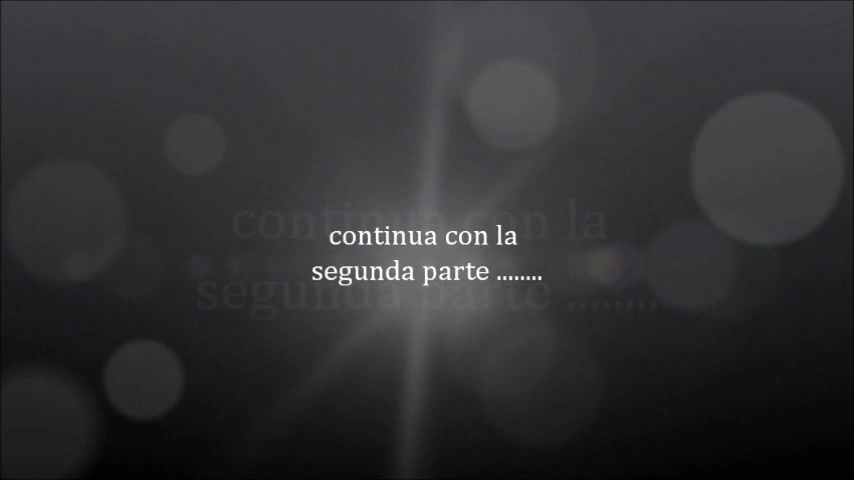 continua con la
segunda parte ........